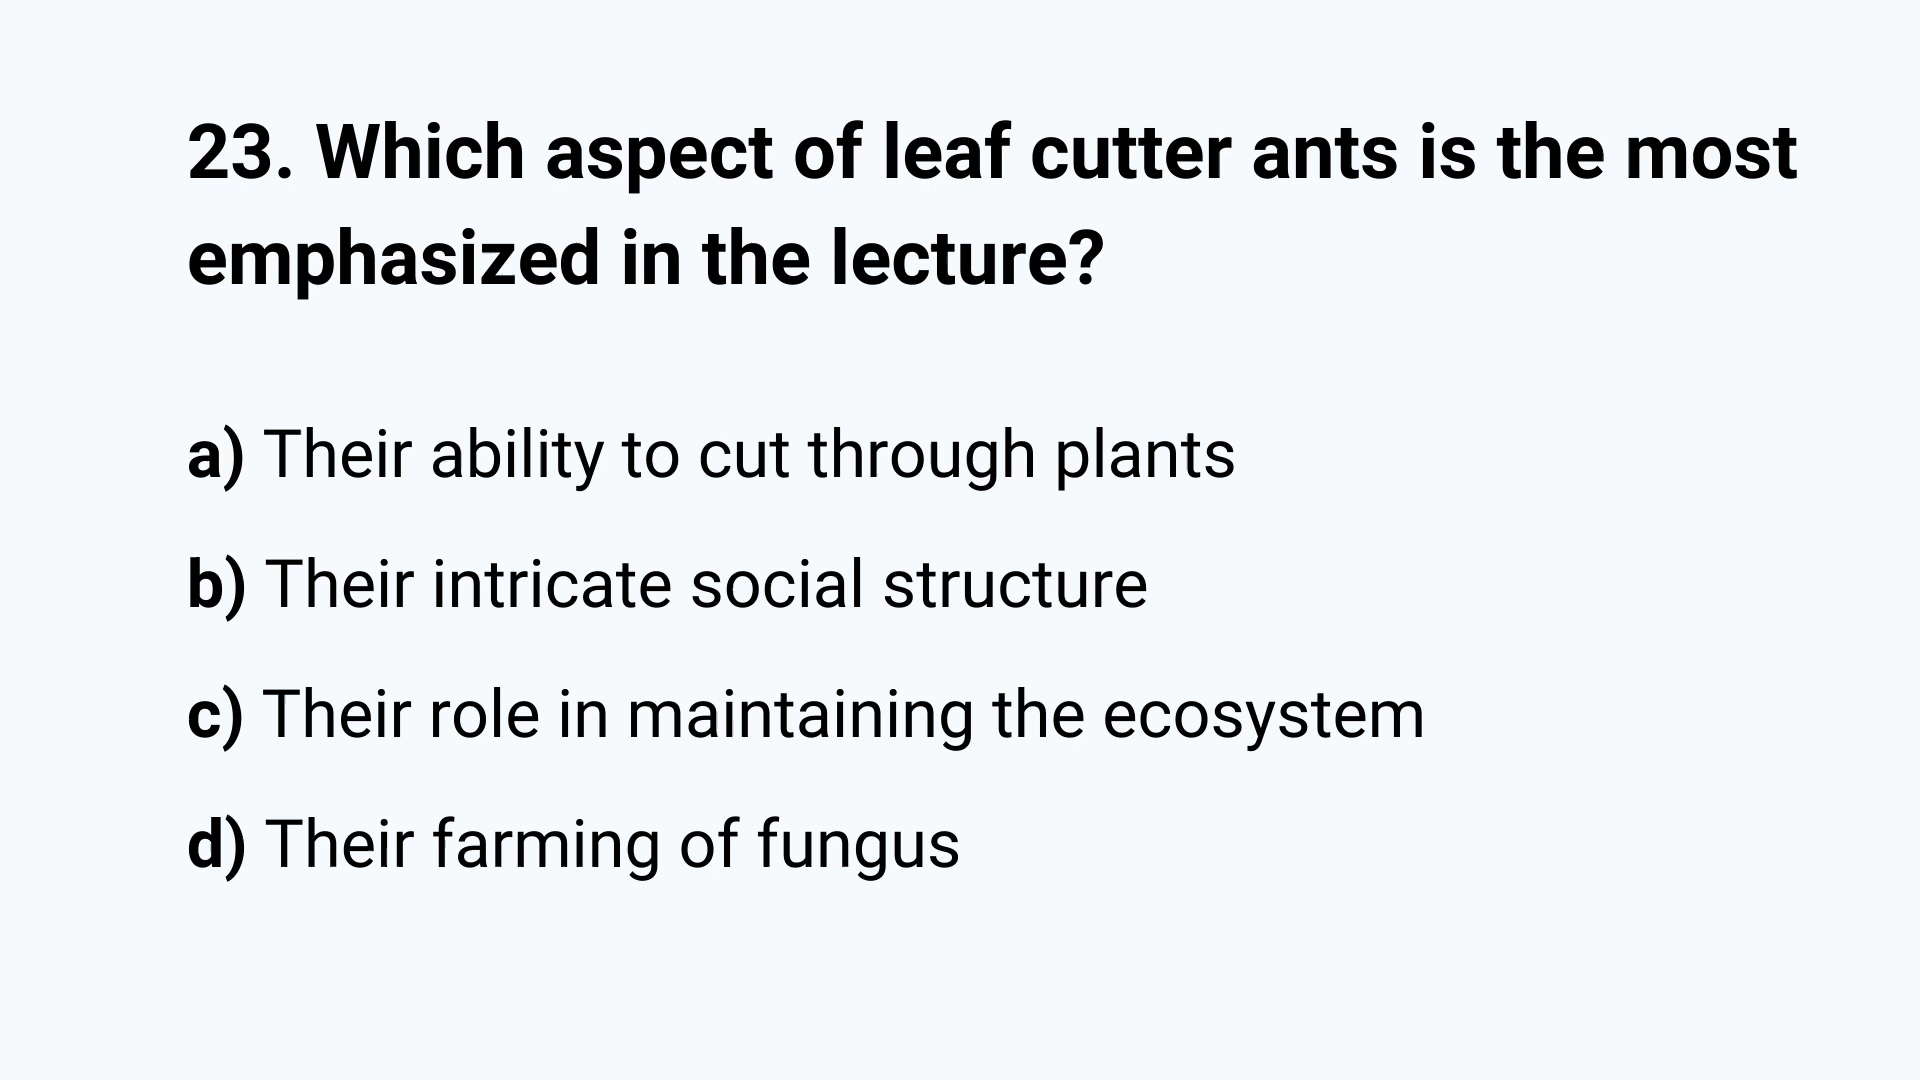 23. Which aspect of leaf cutter ants is the most
emphasized in the lecture?
a) Their ability to cut through plants
b) Their intricate social structure
c) Their role in maintaining the ecosystem
d) Their farming of fungus